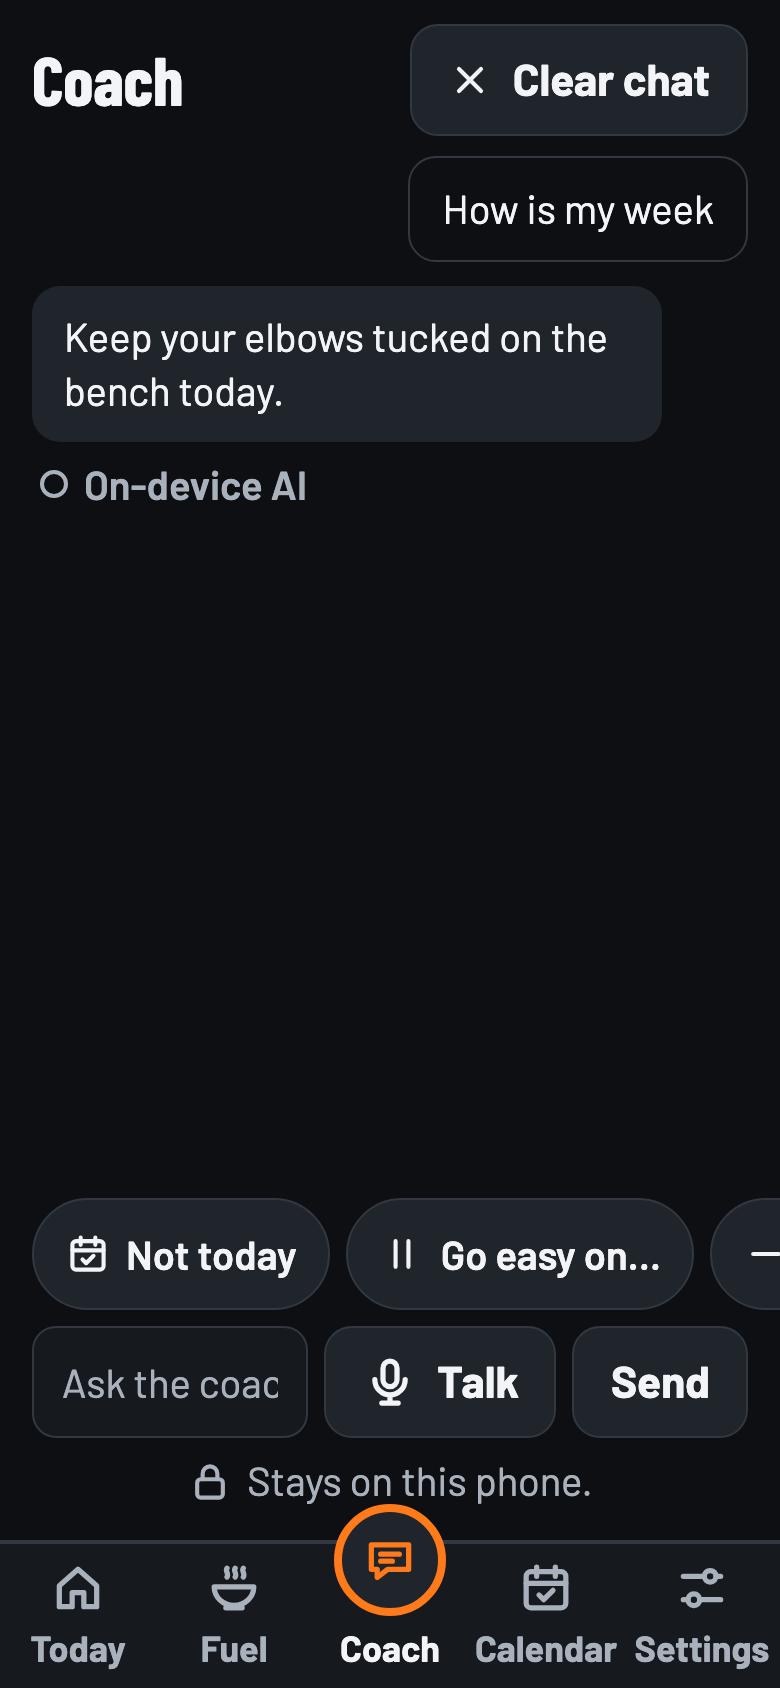 Coach
Clear chat
How is my week
Keep your elbows tucked on the
bench today.
On-device AI
Not today
Go easy on...
Ask the coac
Talk
Send
Stays on this phone.
Today
Fuel
Coach
Calendar
Settings